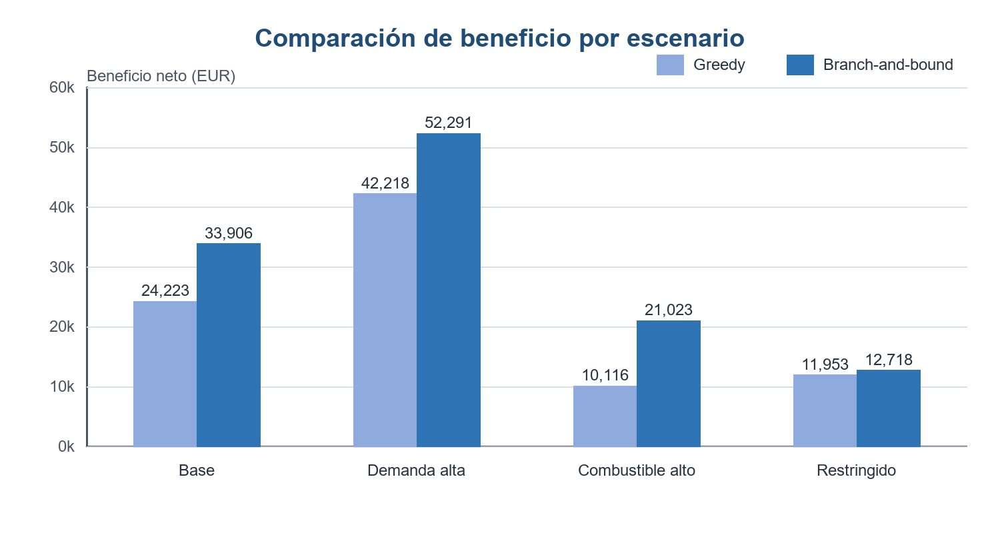 Comparación de beneficio por escenario
Greedy Branch-and-bound
Beneficio neto (EUR)
60k
50k
40k
30k
20k
10k
0k
24,223 33,906
42,218 52,291
10,116 21,023
11,953 12,718
Base Demanda alta Combustible alto Restringido